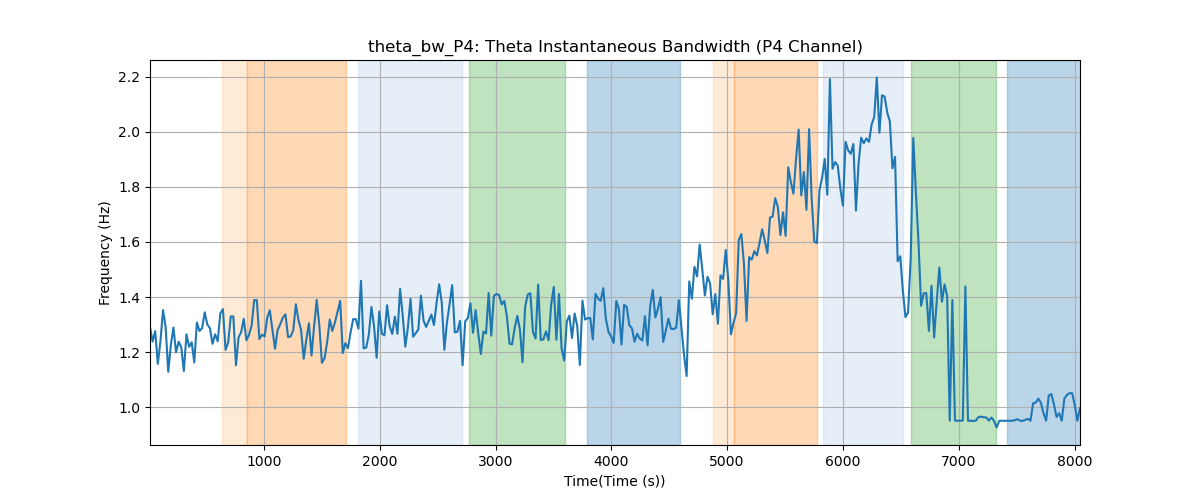 theta_bw_P4: Theta Instantaneous Bandwidth (P4 Channel)
2.2
2.0
1.8
1.6
1.4
1.2
1.0
Frequency (Hz)
1000 2000 3000 4000 5000 6000 7000 8000
Time(Time (s))